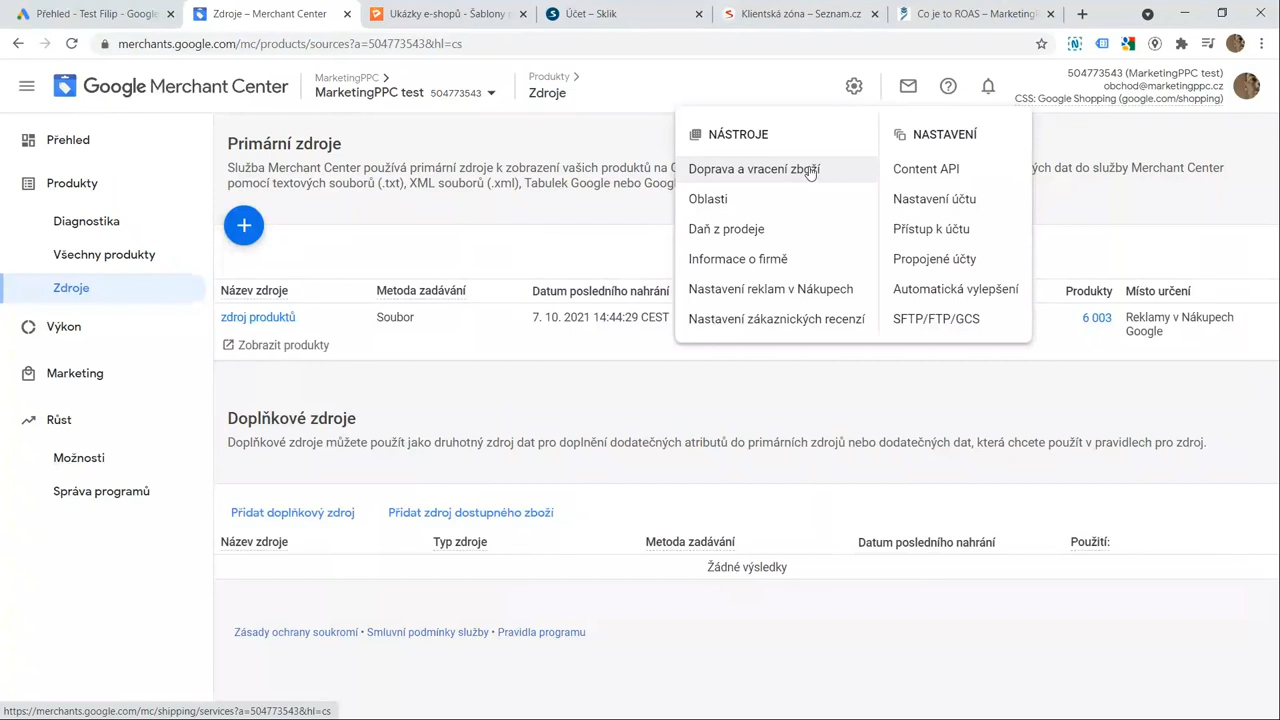 Přehled - Test Filip - Google
Zdroje – Merchant Center
Ukázky e-shopů - Šablony
Účet – Sklik
Klientská zóna – Seznam.cz
Co je to ROAS – Marketing
merchants.google.com/mc/products/sources?a=504773543&hl=cs
Google Merchant Center
MarketingPPC
MarketingPPC test 504773543
Produkty
Zdroje
504773543 (MarketingPPC test)
obchod@marketingppc.cz
CSS: Google Shopping (google.com/shopping)
Přehled
Produkty
Diagnostika
Všechny produkty
Zdroje
Výkon
Marketing
Růst
Možnosti
Správa programů
Primární zdroje
Služba Merchant Center používá primární zdroje k zobrazení vašich produktů na
ých dat do služby Merchant Center
pomocí textových souborů (.txt), XML souborů (.xml), Tabulek Google nebo Goog
NÁSTROJE
Doprava a vracení zboží
Oblasti
Daň z prodeje
Informace o firmě
Nastavení reklam v Nákupech
Nastavení zákaznických recenzí
NASTAVENÍ
Content API
Nastavení účtu
Přístup k účtu
Propojené účty
Automatická vylepšení
SFTP/FTP/GCS
Název zdroje
Metoda zadávání
Datum posledního nahrání
Produkty
Místo určení
zdroj produktů
Soubor
7. 10. 2021 14:44:29 CEST
6 003
Reklamy v Nákupech
Google
Zobrazit produkty
Doplňkové zdroje
Doplňkové zdroje můžete použít jako druhotný zdroj dat pro doplnění dodatečných atributů do primárních zdrojů nebo dodatečných dat, která chcete použít v pravidlech pro zdroj.
Přidat doplňkový zdroj
Přidat zdroj dostupného zboží
Název zdroje
Typ zdroje
Metoda zadávání
Datum posledního nahrání
Použití:
Žádné výsledky
Zásady ochrany soukromí • Smluvní podmínky služby • Pravidla programu
https://merchants.google.com/mc/shipping/services?a=504773543&hl=cs